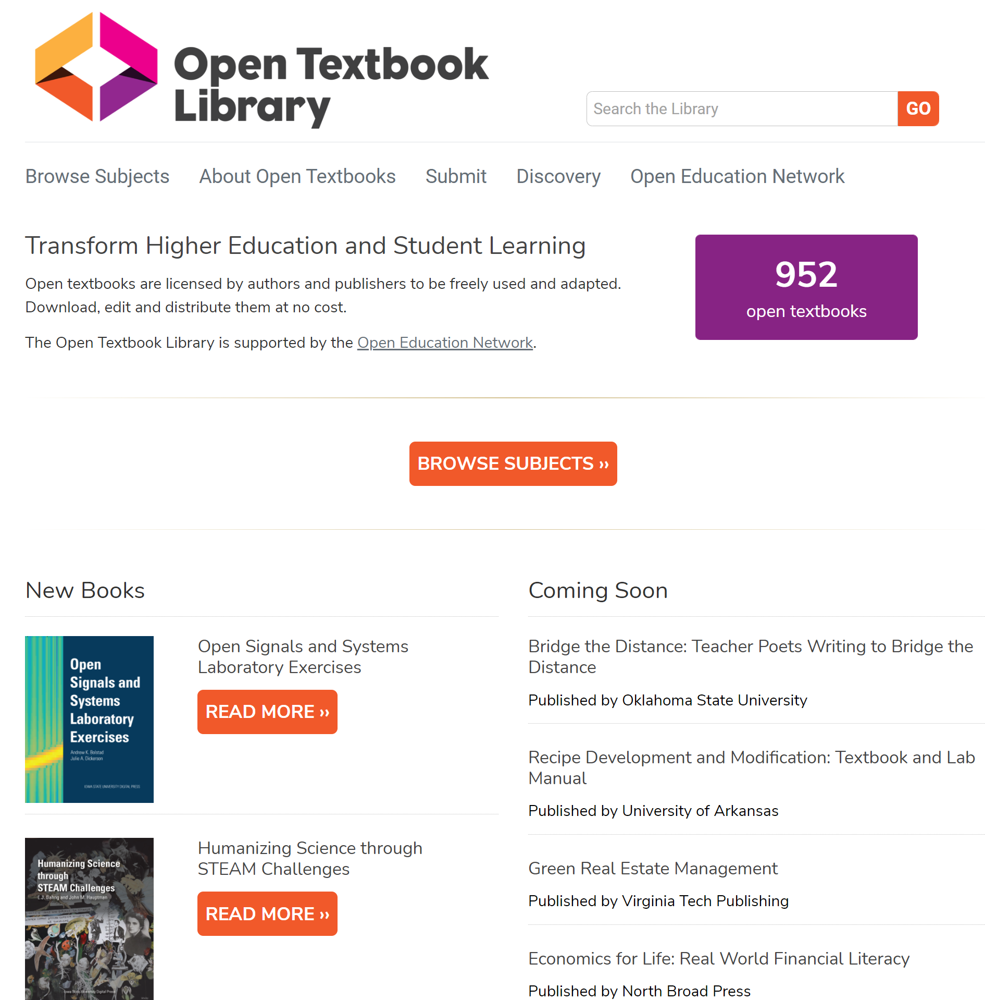 Open Textbook
Library
Search the Library
GO
Browse Subjects
About Open Textbooks
Submit
Discovery
Open Education Network
Transform Higher Education and Student Learning
Open textbooks are licensed by authors and publishers to be freely used and adapted.
Download, edit and distribute them at no cost.
The Open Textbook Library is supported by the Open Education Network.
952
open textbooks
BROWSE SUBJECTS ››
New Books
Open
Signals and
Systems
Laboratory
Exercises
Andrew K. Bolstad
Julie A. Dickerson
IOWA STATE UNIVERSITY DIGITAL PRESS
Open Signals and Systems
Laboratory Exercises
READ MORE ››
Humanizing Science
through
STEAM Challenges
E.J. Bahng and John M. Hauptman
Iowa State University Digital Press
Humanizing Science through
STEAM Challenges
READ MORE ››
Coming Soon
Bridge the Distance: Teacher Poets Writing to Bridge the
Distance
Published by Oklahoma State University
Recipe Development and Modification: Textbook and Lab
Manual
Published by University of Arkansas
Green Real Estate Management
Published by Virginia Tech Publishing
Economics for Life: Real World Financial Literacy
Published by North Broad Press